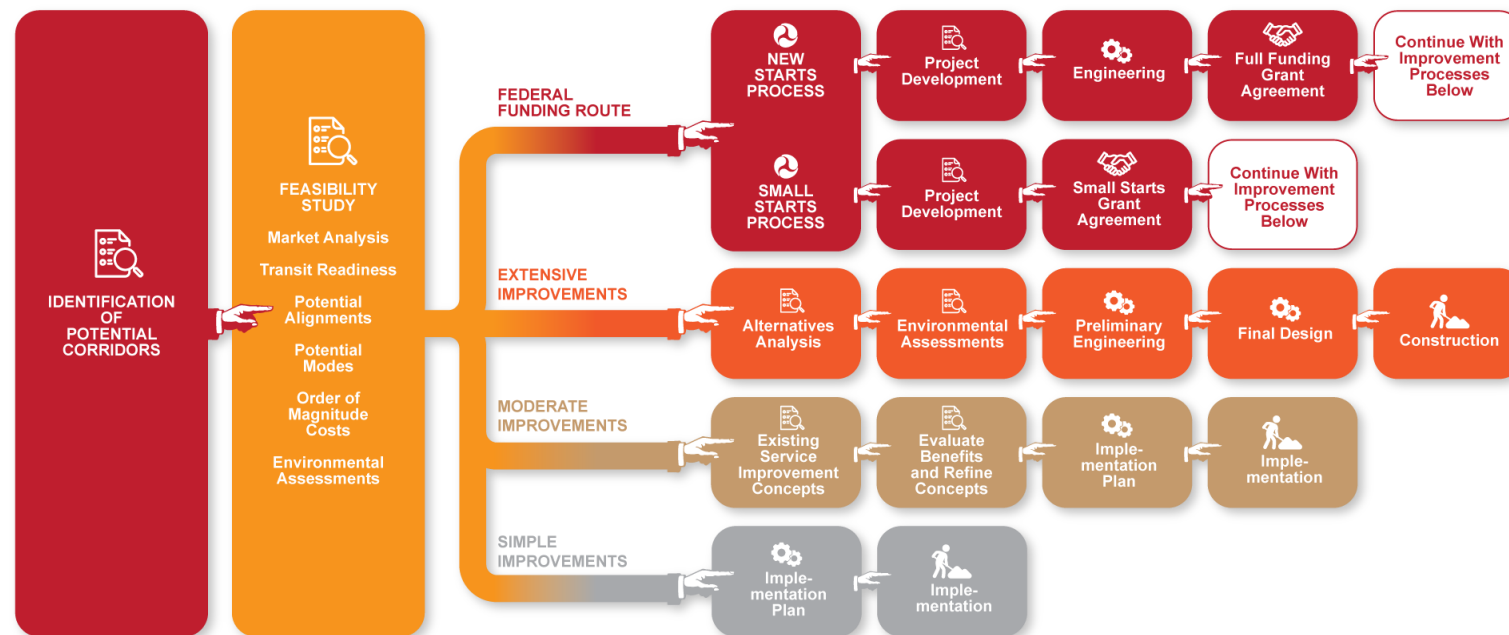 IDENTIFICATION
OF
POTENTIAL
CORRIDORS
FEASIBILITY
STUDY
Market Analysis
Transit Readiness
Potential
Alignments
Potential
Modes
Order of
Magnitude
Costs
Environmental
Assessments
FEDERAL
FUNDING ROUTE
NEW
STARTS
PROCESS
Project
Development
Engineering
Full Funding
Grant
Agreement
Continue With
Improvement
Processes
Below
SMALL
STARTS
PROCESS
Project
Development
Small Starts
Grant
Agreement
Continue With
Improvement
Processes
Below
EXTENSIVE
IMPROVEMENTS
Alternatives
Analysis
Environmental
Assessments
Preliminary
Engineering
Final Design
Construction
MODERATE
IMPROVEMENTS
Existing
Service
Improvement
Concepts
Evaluate
Benefits
and Refine
Concepts
Imple-
mentation
Plan
Imple-
mentation
SIMPLE
IMPROVEMENTS
Imple-
mentation
Plan
Imple-
mentation